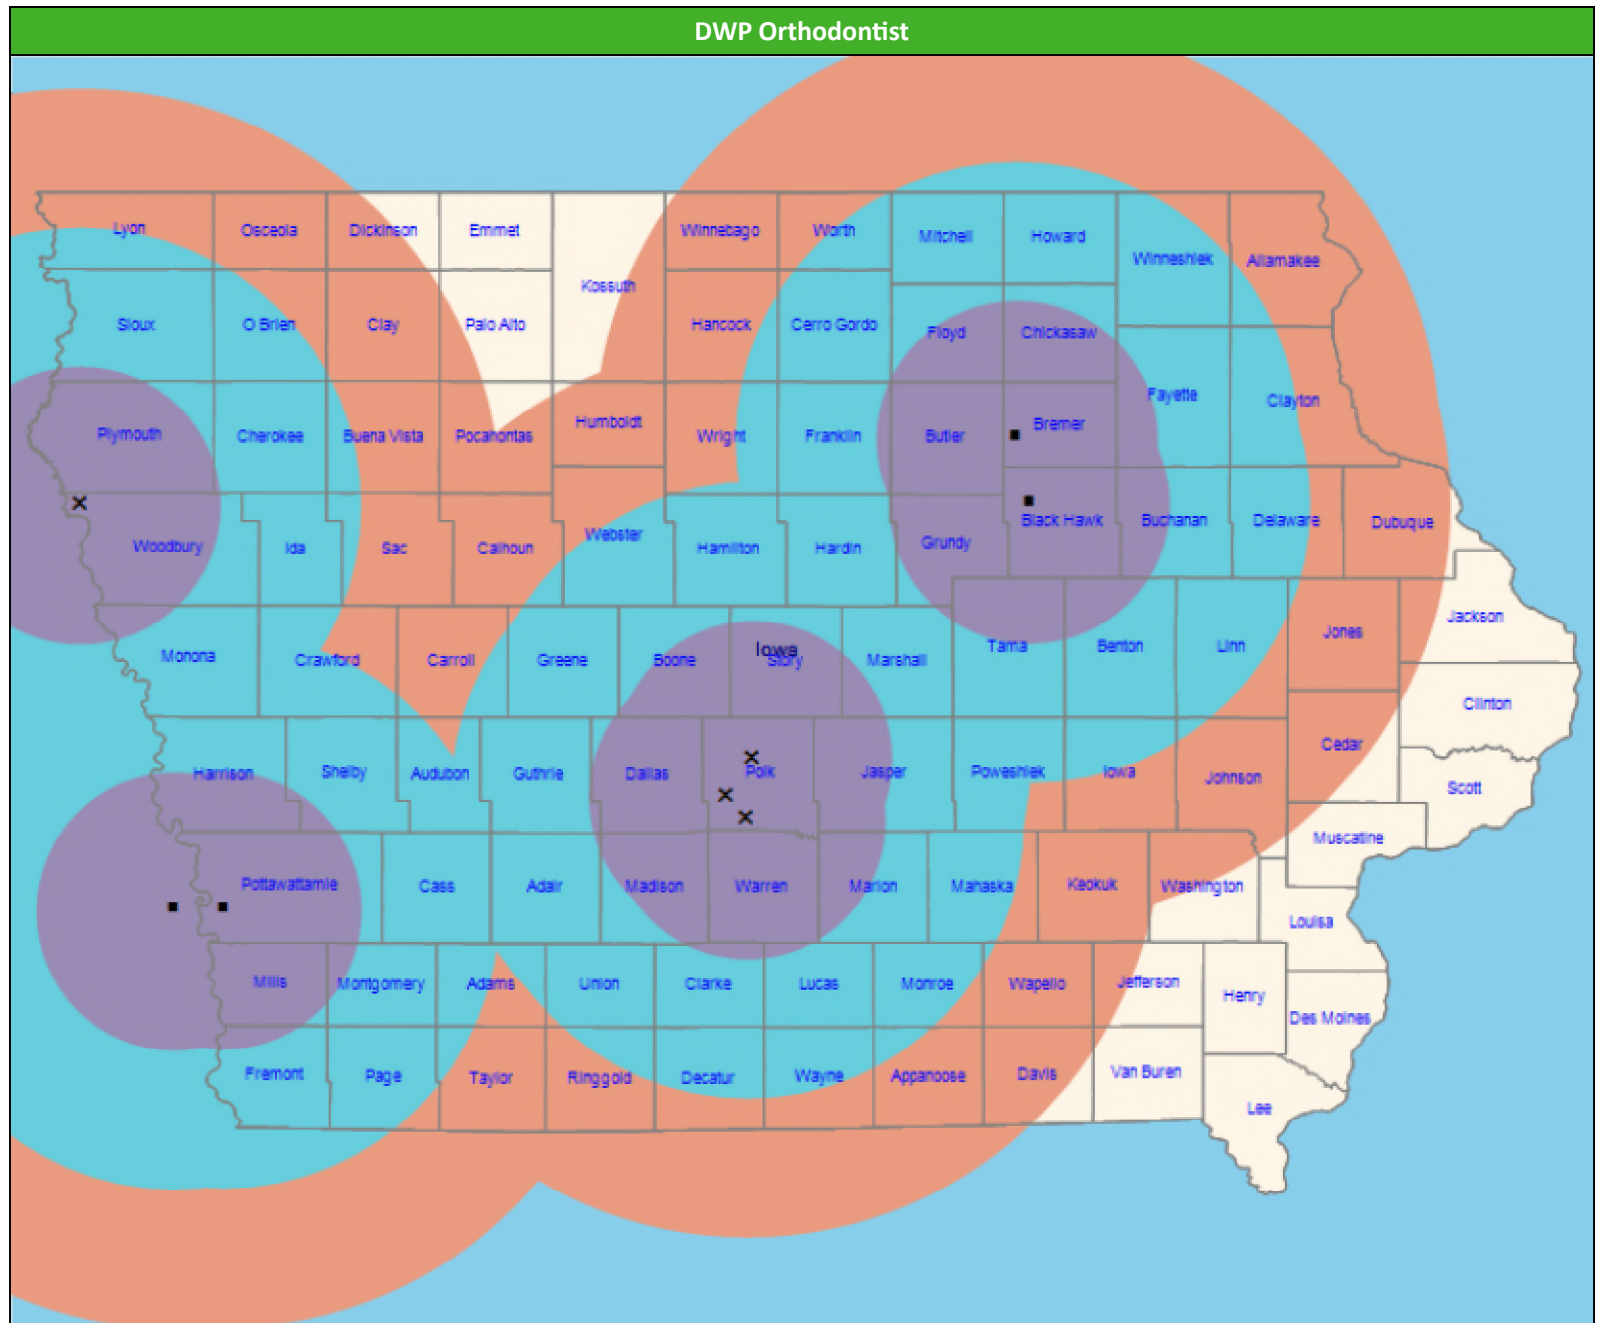 DWP Orthodontist
Lyon
Osceola
Dickinson
Emmet
Winnebago
Worth
Mitchell
Howard
Winneshiek
Allamakee
Kossuth
Sioux
O Brien
Clay
Palo Alto
Hancock
Cerro Gordo
Floyd
Chickasaw
Fayette
Clayton
Plymouth
Cherokee
Buena Vista
Pocahontas
Humboldt
Wright
Franklin
Butler
Bremer
Woodbury
Ida
Sac
Calhoun
Webster
Hamilton
Hardin
Grundy
Black Hawk
Buchanan
Delaware
Dubuque
Jackson
Monona
Crawford
Carroll
Greene
Boone
Iowa
Story
Marshall
Tama
Benton
Linn
Jones
Clinton
Harrison
Shelby
Audubon
Guthrie
Dallas
Polk
Jasper
Poweshiek
Iowa
Johnson
Cedar
Scott
Muscatine
Pottawattamie
Cass
Adair
Madison
Warren
Marion
Mahaska
Keokuk
Washington
Louisa
Mills
Montgomery
Adams
Union
Clarke
Lucas
Monroe
Wapello
Jefferson
Henry
Des Moines
Fremont
Page
Taylor
Ringgold
Decatur
Wayne
Appanoose
Davis
Van Buren
Lee